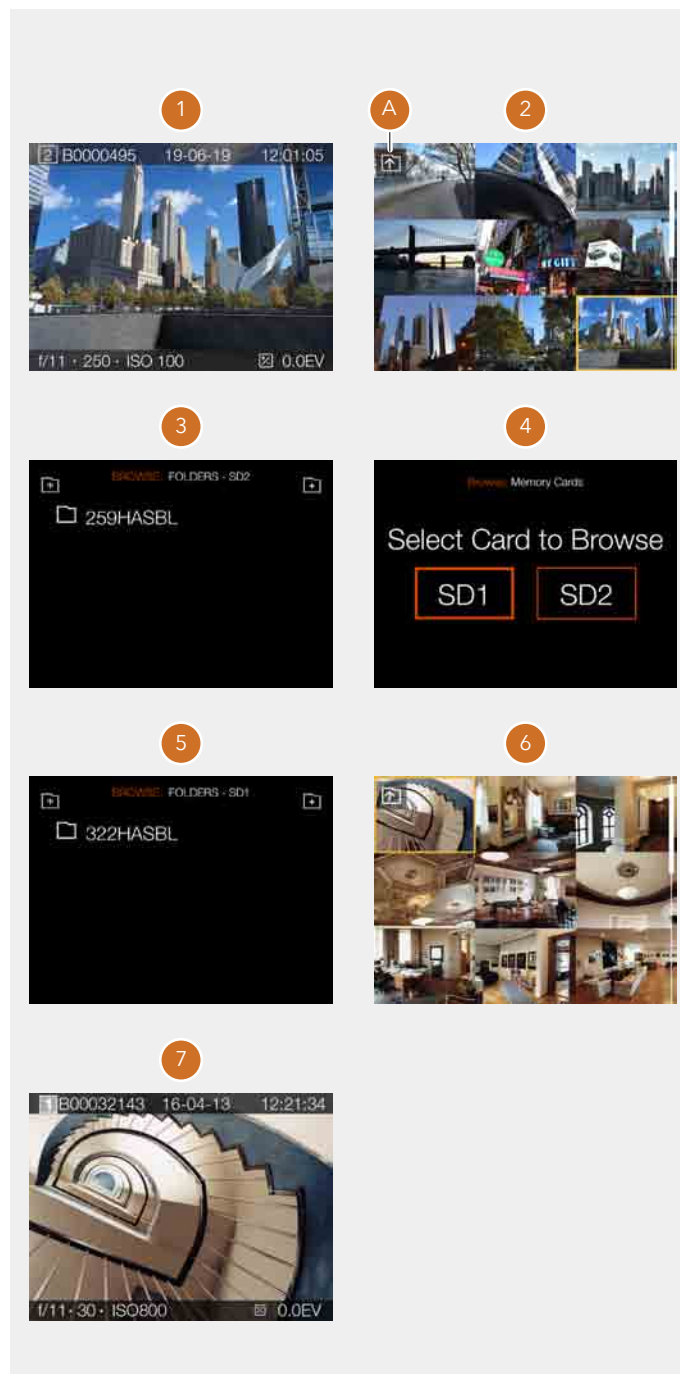 1
A
2
2 B0000495 19-06-19 12:01:05
f/11 · 250 · ISO 100 0.0EV
3
4
BROWSE: FOLDERS - SD2
259HASBL
Browse: Memory Cards
Select Card to Browse
SD1 SD2
5
6
BROWSE: FOLDERS - SD1
322HASBL
7
1 B00032143 16-04-13 12:21:34
f/11 · 30 · ISO800 0.0EV